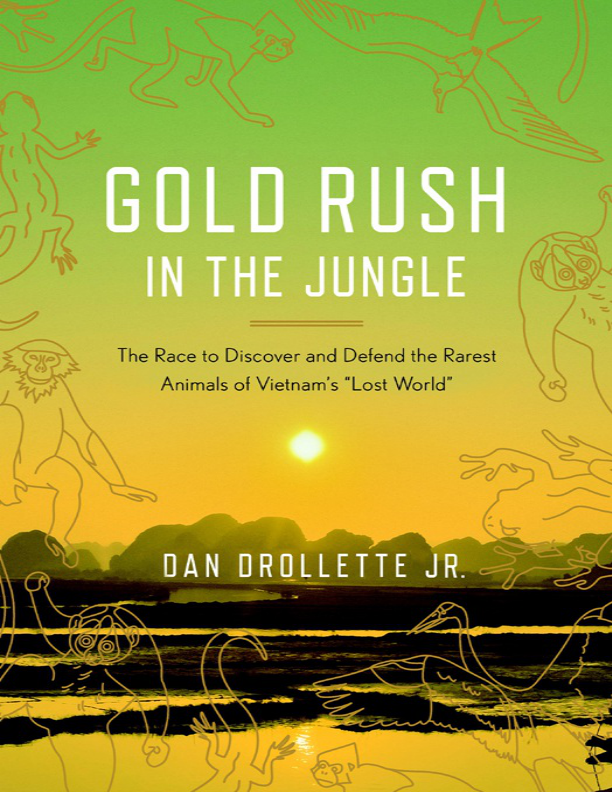 GOLD RUSH
IN THE JUNGLE
The Race to Discover and Defend the Rarest
Animals of Vietnam's "Lost World"
DAN DROLLETTE JR.